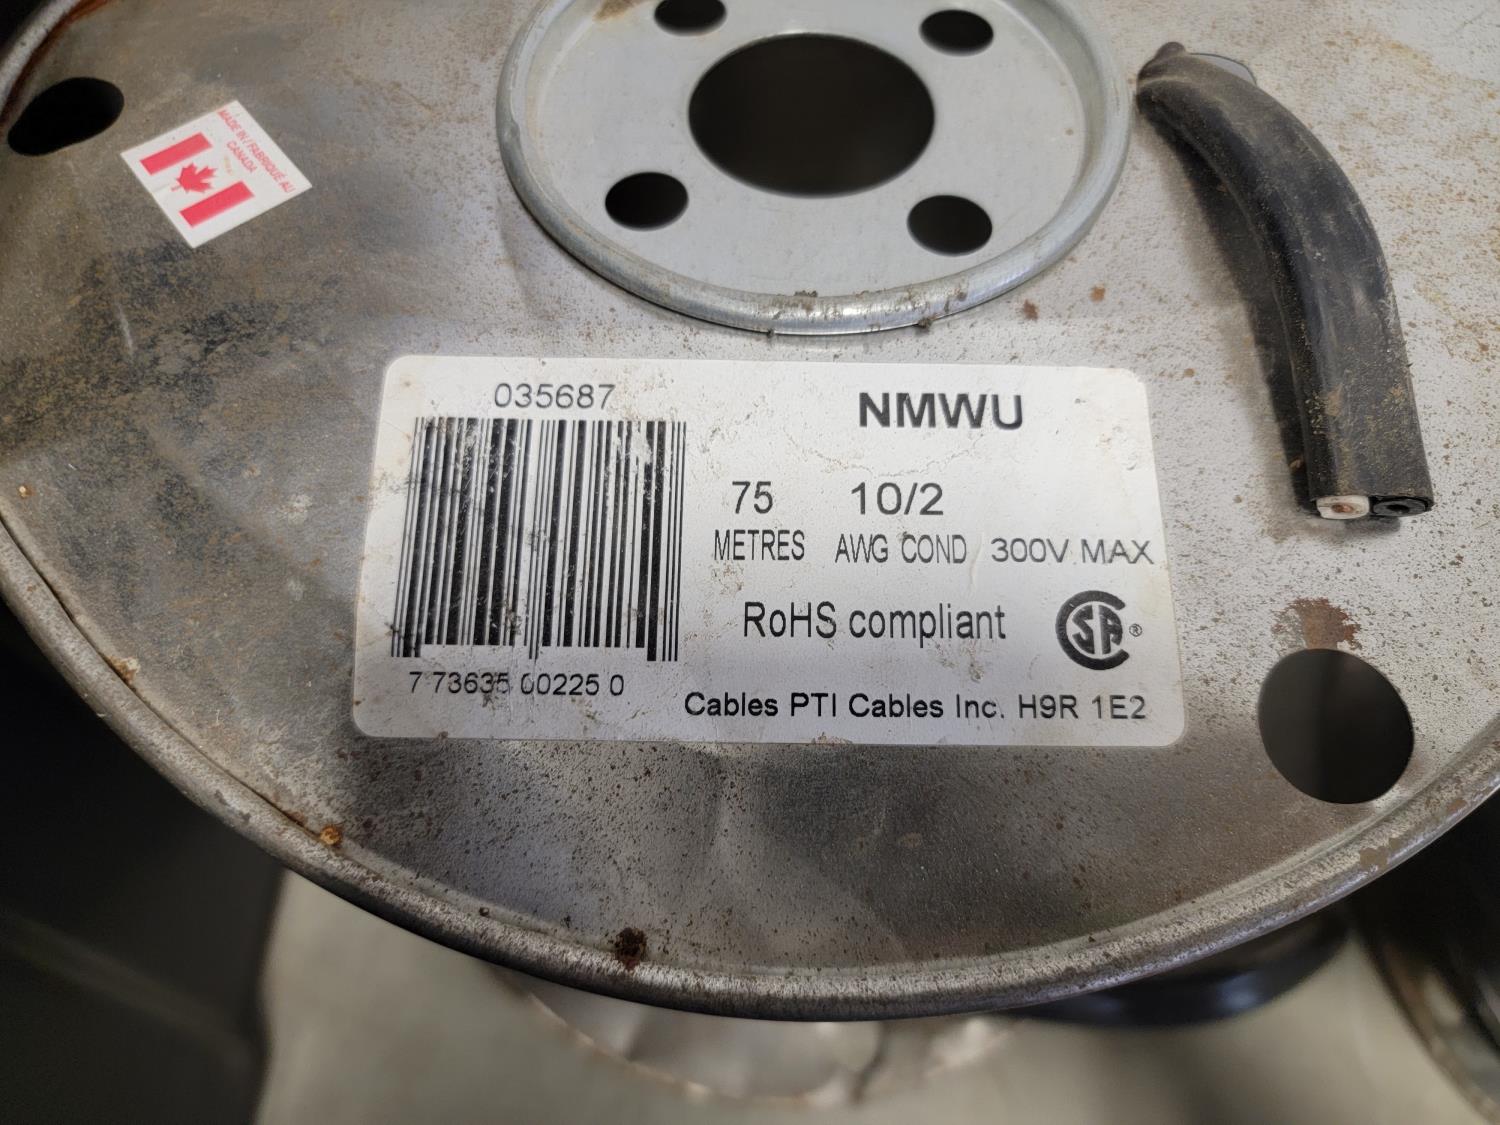 MADE IN / FABRIQUÉ AU
CANADA
035687
7 73635 00225 0
NMWU
75 10/2
METRES AWG COND 300V MAX
RoHS compliant CSA ®
Cables PTI Cables Inc. H9R 1E2